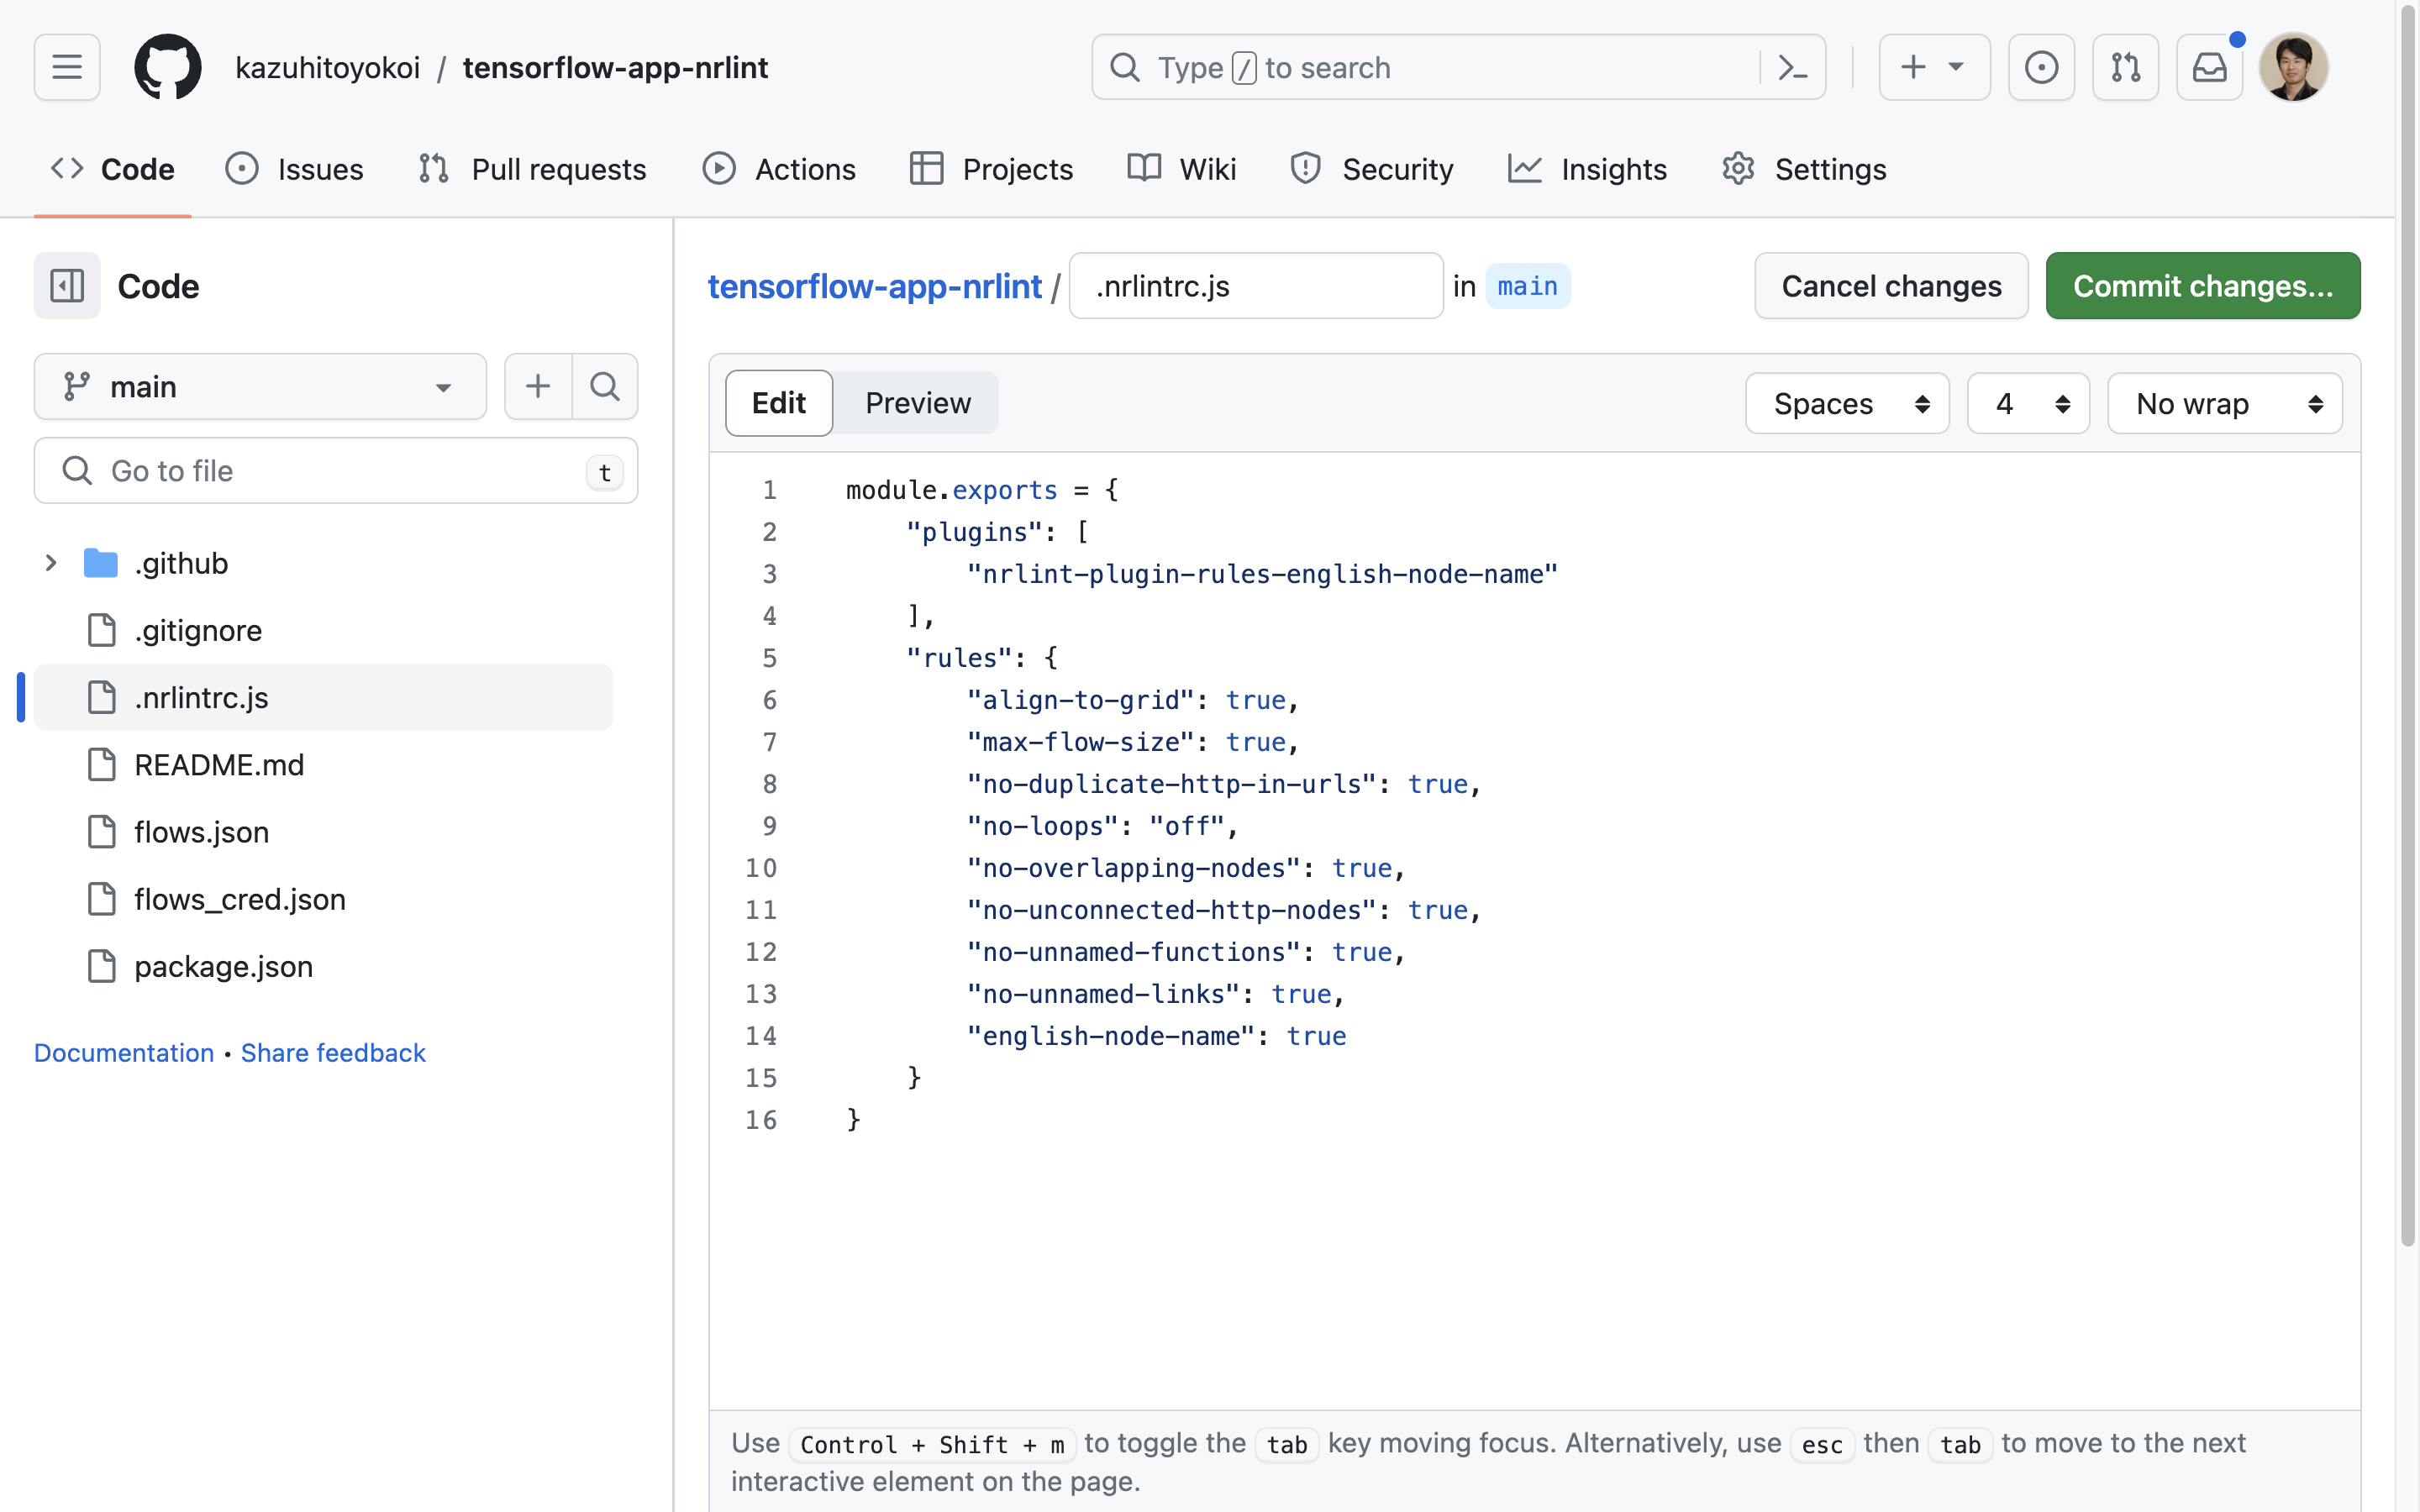 kazuhitoyokoi / tensorflow-app-nrlint
Type / to search
Code Issues Pull requests Actions Projects Wiki Security Insights Settings
Code
main
Go to file t
.github
.gitignore
.nrlintrc.js
README.md
flows.json
flows_cred.json
package.json
Documentation • Share feedback
tensorflow-app-nrlint / .nrlintrc.js in main Cancel changes Commit changes...
Edit Preview Spaces 4 No wrap
1 module.exports = {
2 "plugins": [
3 "nrlint-plugin-rules-english-node-name"
4 ],
5 "rules": {
6 "align-to-grid": true,
7 "max-flow-size": true,
8 "no-duplicate-http-in-urls": true,
9 "no-loops": "off",
10 "no-overlapping-nodes": true,
11 "no-unconnected-http-nodes": true,
12 "no-unnamed-functions": true,
13 "no-unnamed-links": true,
14 "english-node-name": true
15 }
16 }
Use Control + Shift + m to toggle the tab key moving focus. Alternatively, use esc then tab to move to the next
interactive element on the page.